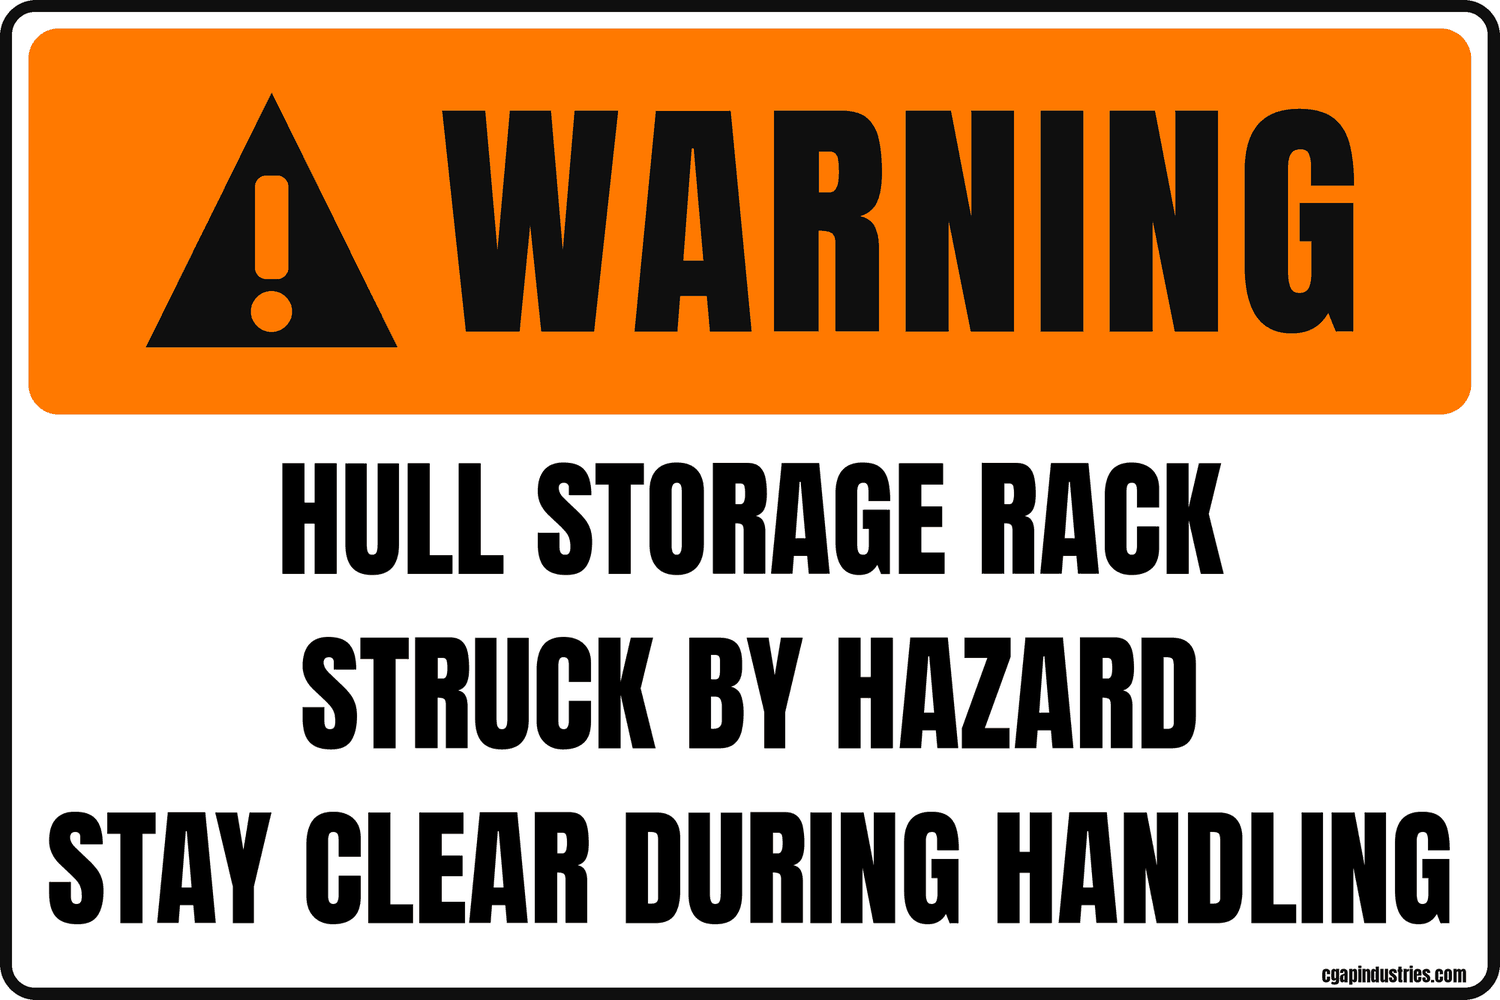 WARNING
HULL STORAGE RACK
STRUCK BY HAZARD
STAY CLEAR DURING HANDLING
cgapindustries.com